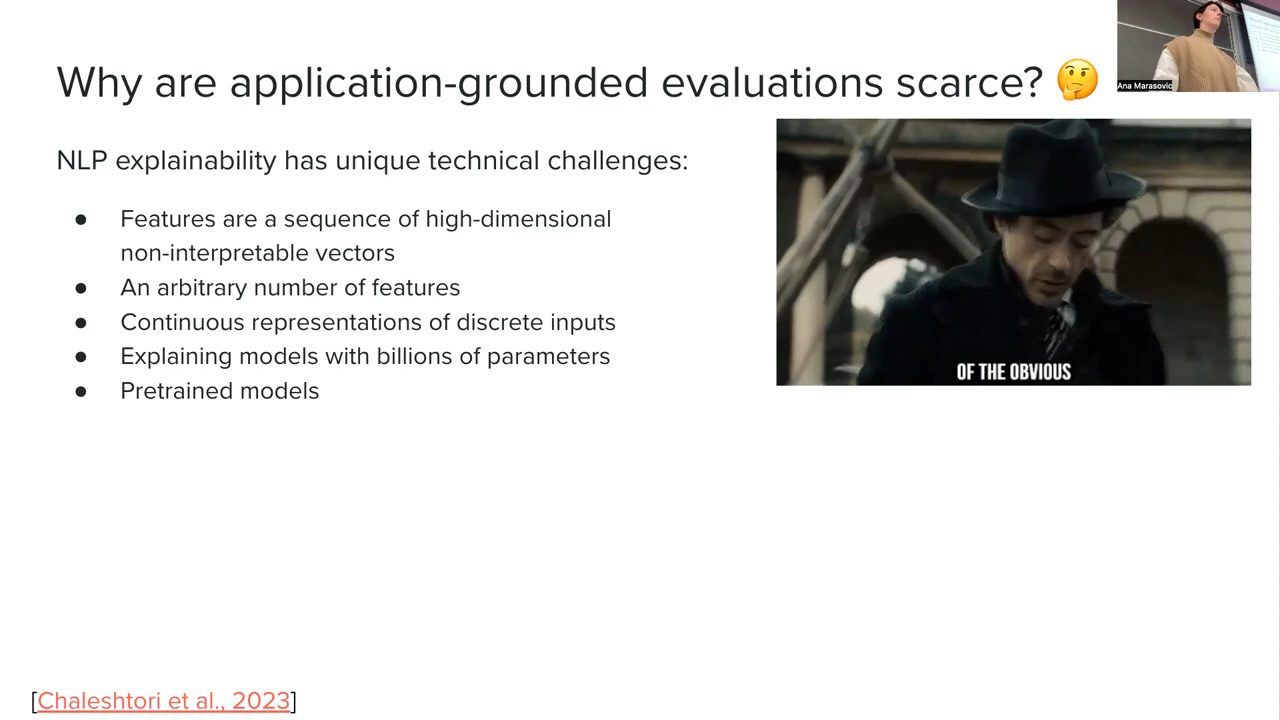 Why are application-grounded evaluations scarce? 🤔
Ana Marasovic
NLP explainability has unique technical challenges:
● Features are a sequence of high-dimensional
non-interpretable vectors
● An arbitrary number of features
● Continuous representations of discrete inputs
● Explaining models with billions of parameters
● Pretrained models
OF THE OBVIOUS
[Chaleshtori et al., 2023]